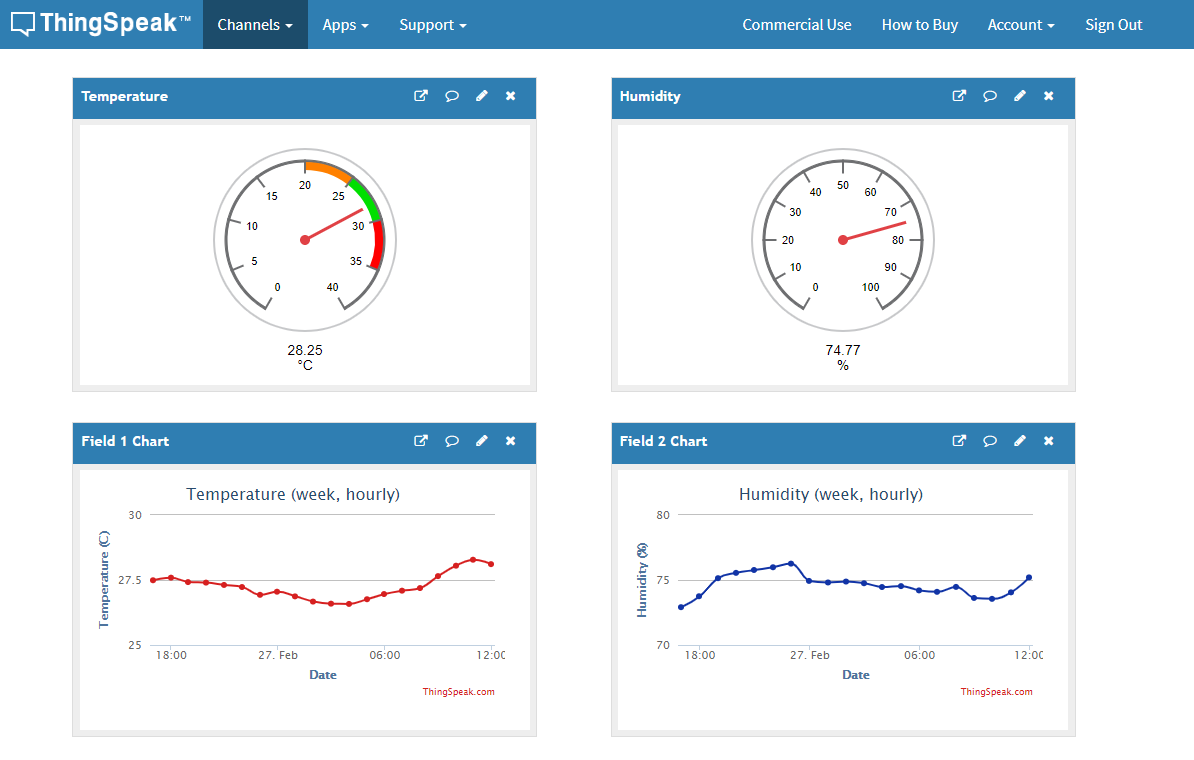 ThingSpeak™ Channels Apps Support Commercial Use How to Buy Account Sign Out
Temperature
0 5 10 15 20 25 30 35 40
28.25
°C
Humidity
0 10 20 30 40 50 60 70 80 90 100
74.77
%
Field 1 Chart
Temperature (week, hourly)
Temperature (C)
30
27.5
25
18:00 27. Feb 06:00 12:00
Date
ThingSpeak.com
Field 2 Chart
Humidity (week, hourly)
Humidity (%)
80
75
70
18:00 27. Feb 06:00 12:00
Date
ThingSpeak.com